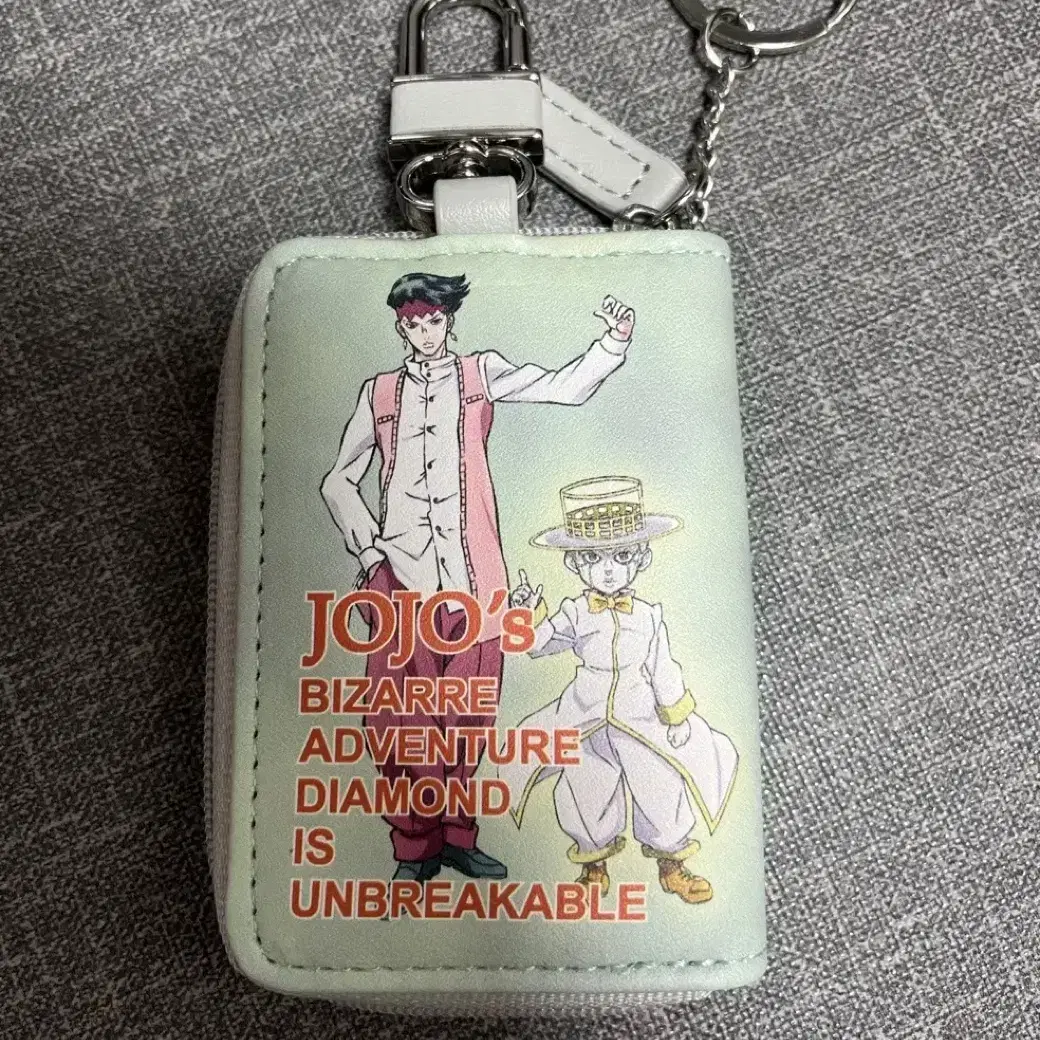 JOJO's
BIZARRE
ADVENTURE
DIAMOND
IS
UNBREAKABLE